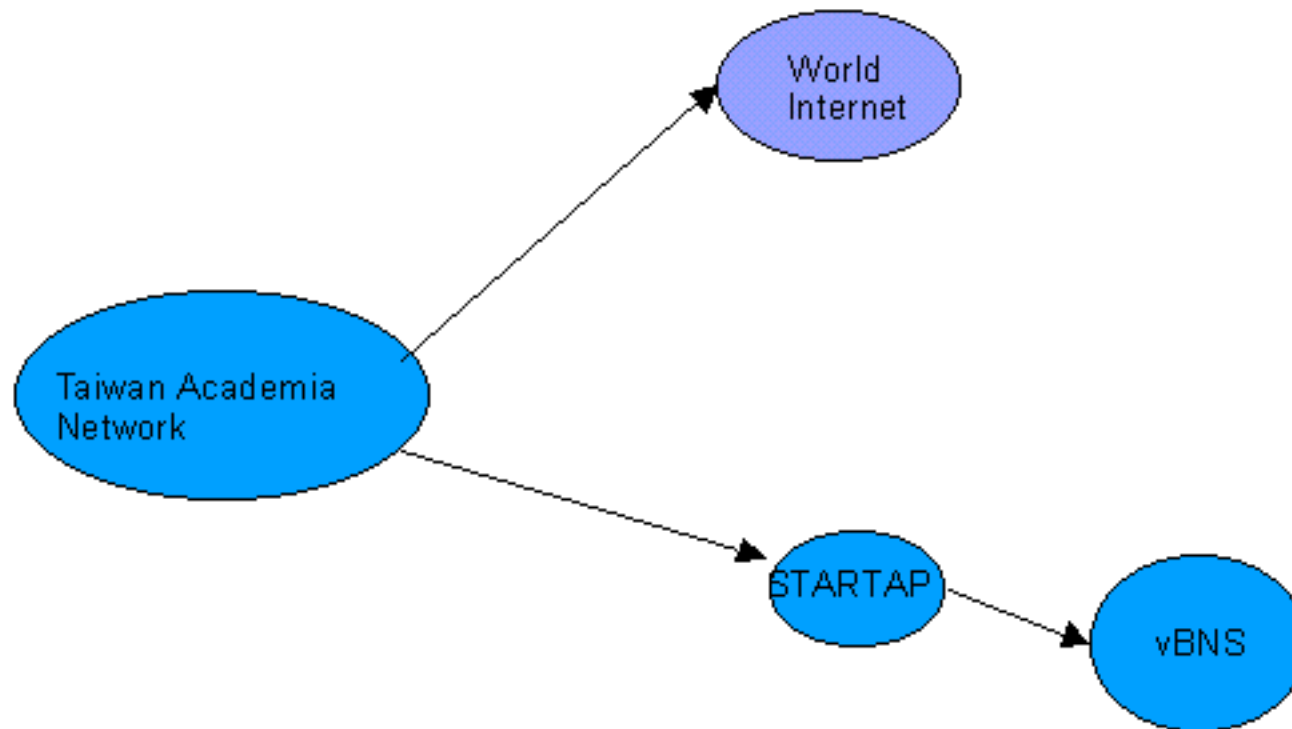 World
Internet
Taiwan Academia
Network
STARTAP
vBNS